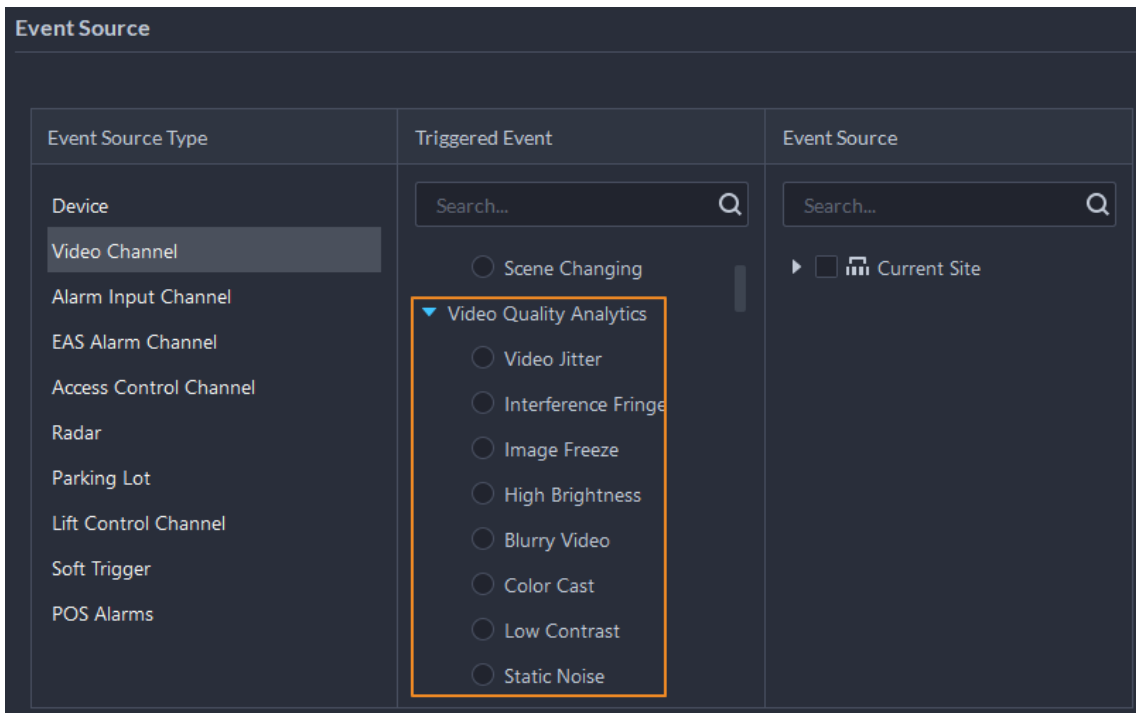 Event Source
Event Source Type
Triggered Event
Event Source
Device
Video Channel
Alarm Input Channel
EAS Alarm Channel
Access Control Channel
Radar
Parking Lot
Lift Control Channel
Soft Trigger
POS Alarms
Search...
Scene Changing
Video Quality Analytics
Video Jitter
Interference Fringe
Image Freeze
High Brightness
Blurry Video
Color Cast
Low Contrast
Static Noise
Search...
Current Site